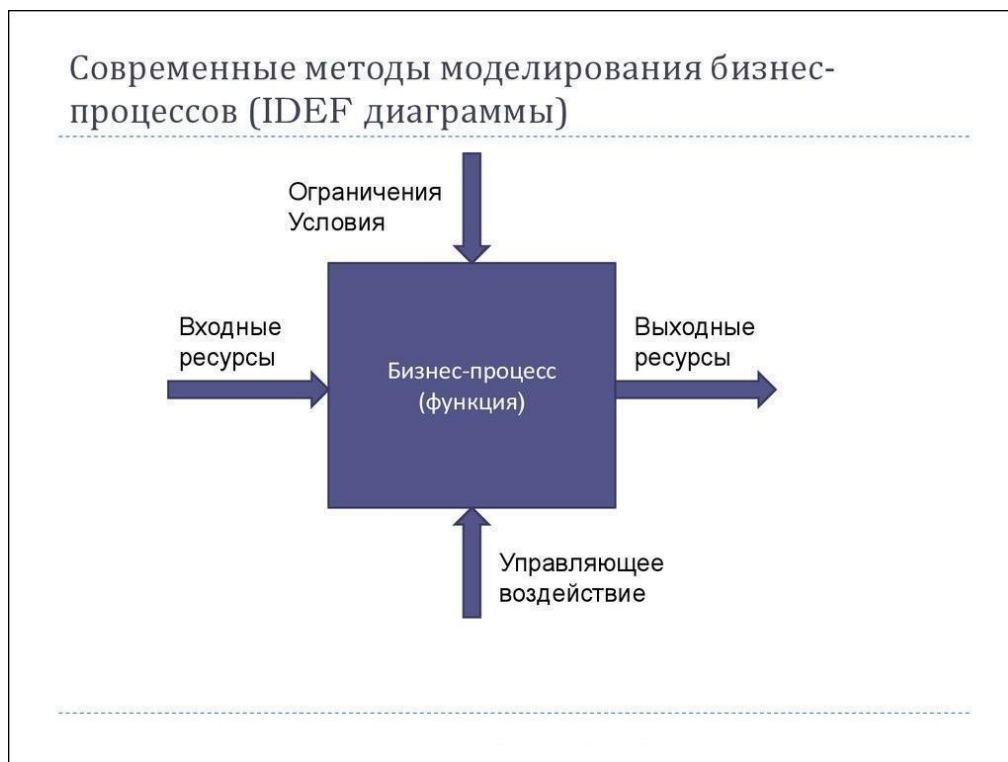 Современные методы моделирования бизнес-
процессов (IDEF диаграммы)
Ограничения
Условия
Входные
ресурсы
Выходные
ресурсы
Бизнес-процесс
(функция)
Управляющее
воздействие